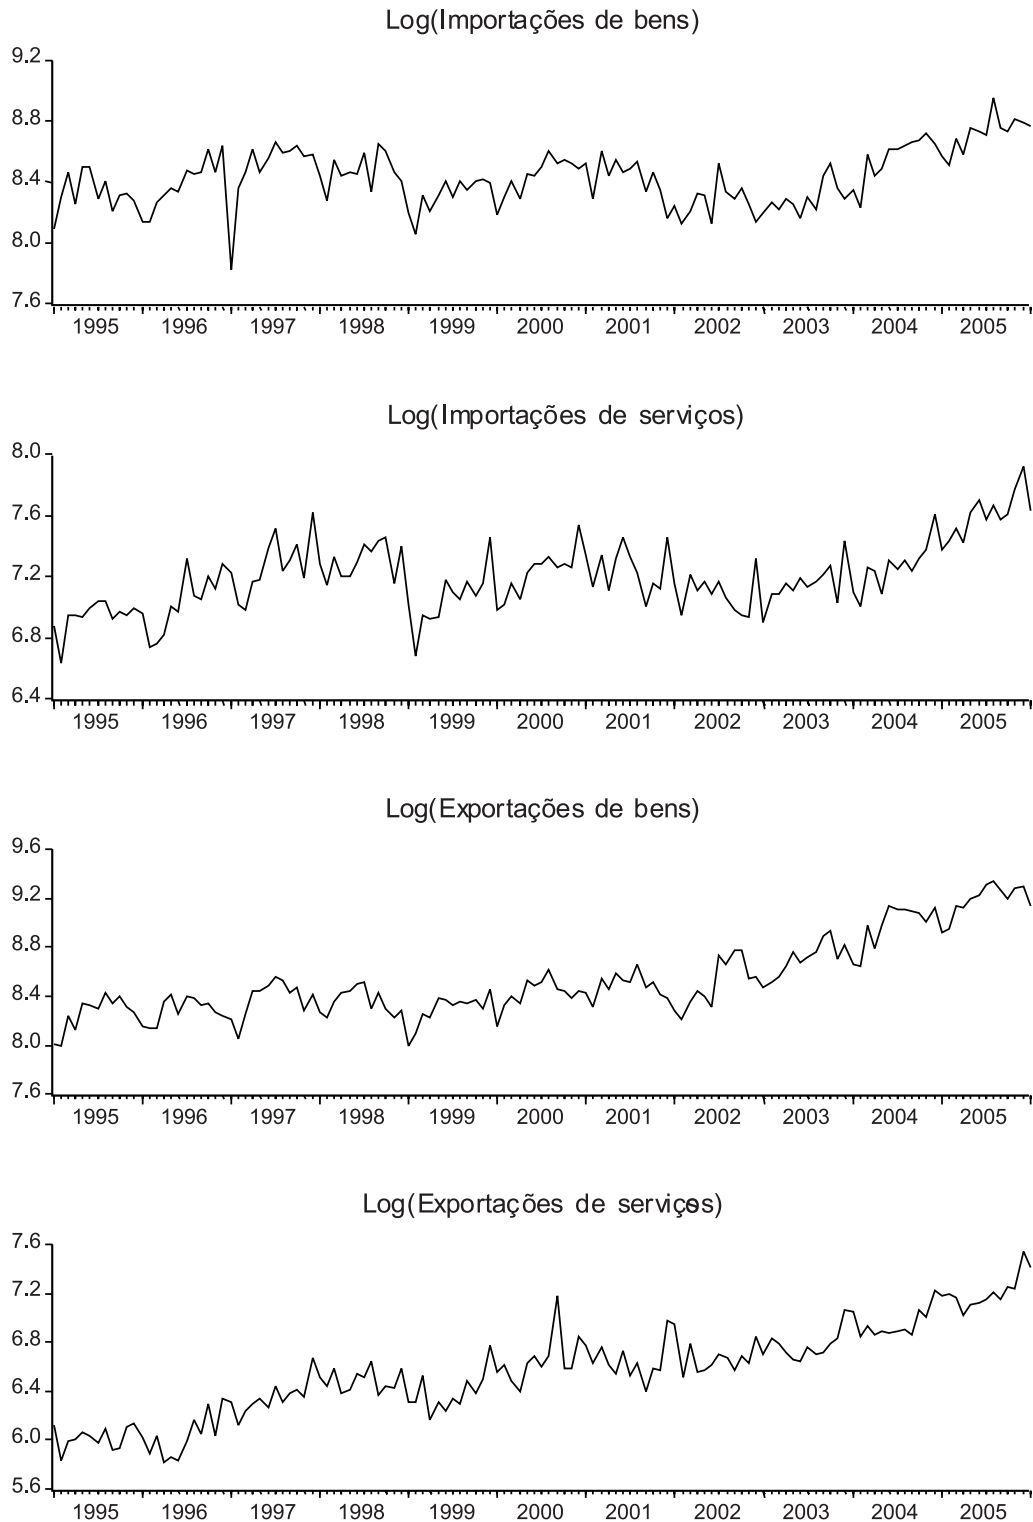 Log(Importações de bens)
9.2
8.8
8.4
8.0
7.6
1995 1996 1997 1998 1999 2000 2001 2002 2003 2004 2005
Log(Importações de serviços)
8.0
7.6
7.2
6.8
6.4
1995 1996 1997 1998 1999 2000 2001 2002 2003 2004 2005
Log(Exportações de bens)
9.6
9.2
8.8
8.4
8.0
7.6
1995 1996 1997 1998 1999 2000 2001 2002 2003 2004 2005
Log(Exportações de serviços)
7.6
7.2
6.8
6.4
6.0
5.6
1995 1996 1997 1998 1999 2000 2001 2002 2003 2004 2005